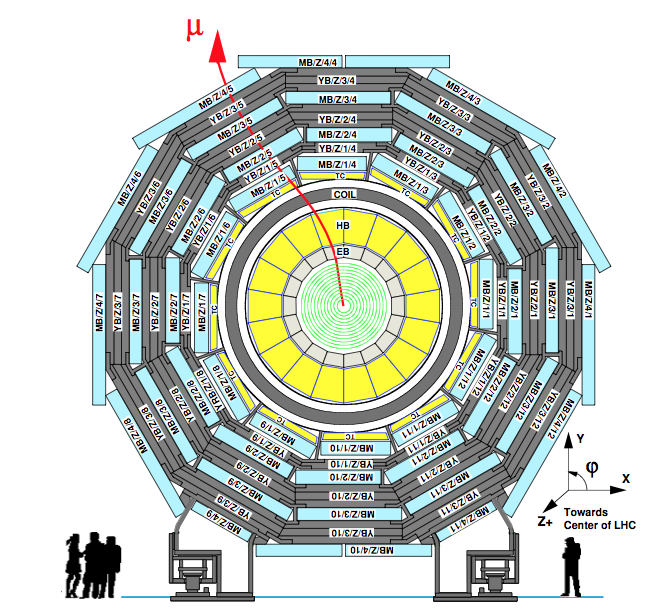 μ
MB/Z/4/4
YB/Z/3/4
MB/Z/3/4
YB/Z/2/4
MB/Z/2/4
YB/Z/1/4
MB/Z/1/4
TC
MB/Z/4/5
YB/Z/3/5
MB/Z/3/5
YB/Z/2/5
MB/Z/2/5
YB/Z/1/5
MB/Z/1/5
TC
MB/Z/4/3
YB/Z/3/3
MB/Z/3/3
YB/Z/2/3
MB/Z/2/3
YB/Z/1/3
MB/Z/1/3
TC
MB/Z/4/6
YB/Z/3/6
MB/Z/3/6
YB/Z/2/6
MB/Z/2/6
YB/Z/1/6
MB/Z/1/6
TC
COIL
HB
EB
TC
MB/Z/1/2
YB/Z/1/2
MB/Z/2/2
YB/Z/2/2
MB/Z/3/2
YB/Z/3/2
MB/Z/4/2
MB/Z/4/7
YB/Z/3/7
MB/Z/3/7
YB/Z/2/7
MB/Z/2/7
YB/Z/1/7
MB/Z/1/7
TC
TC
MB/Z/1/1
YB/Z/1/1
MB/Z/2/1
YB/Z/2/1
MB/Z/3/1
YB/Z/3/1
MB/Z/4/1
MB/Z/4/8
YB/Z/3/8
MB/Z/3/8
YB/Z/2/8
MB/Z/2/8
YRB/Z/1/8
MB/Z/1/8
TC
TC
MB/Z/1/12
YB/Z/1/12
MB/Z/2/12
YB/Z/2/12
MB/Z/3/12
YB/Z/3/12
MB/Z/4/12
TC
MB/Z/1/9
YB/Z/1/9
MB/Z/2/9
YB/Z/2/9
MB/Z/3/9
YB/Z/3/9
MB/Z/4/9
TC
MB/Z/1/11
YB/Z/1/11
MB/Z/2/11
YB/Z/2/11
MB/Z/3/11
YB/Z/3/11
MB/Z/4/11
TC
MB/Z/1/10
YB/Z/1/10
MB/Z/2/10
YB/Z/2/10
MB/Z/3/10
YB/Z/3/10
MB/Z/4/10
Y
φ
X
Z+
Towards
Center of LHC